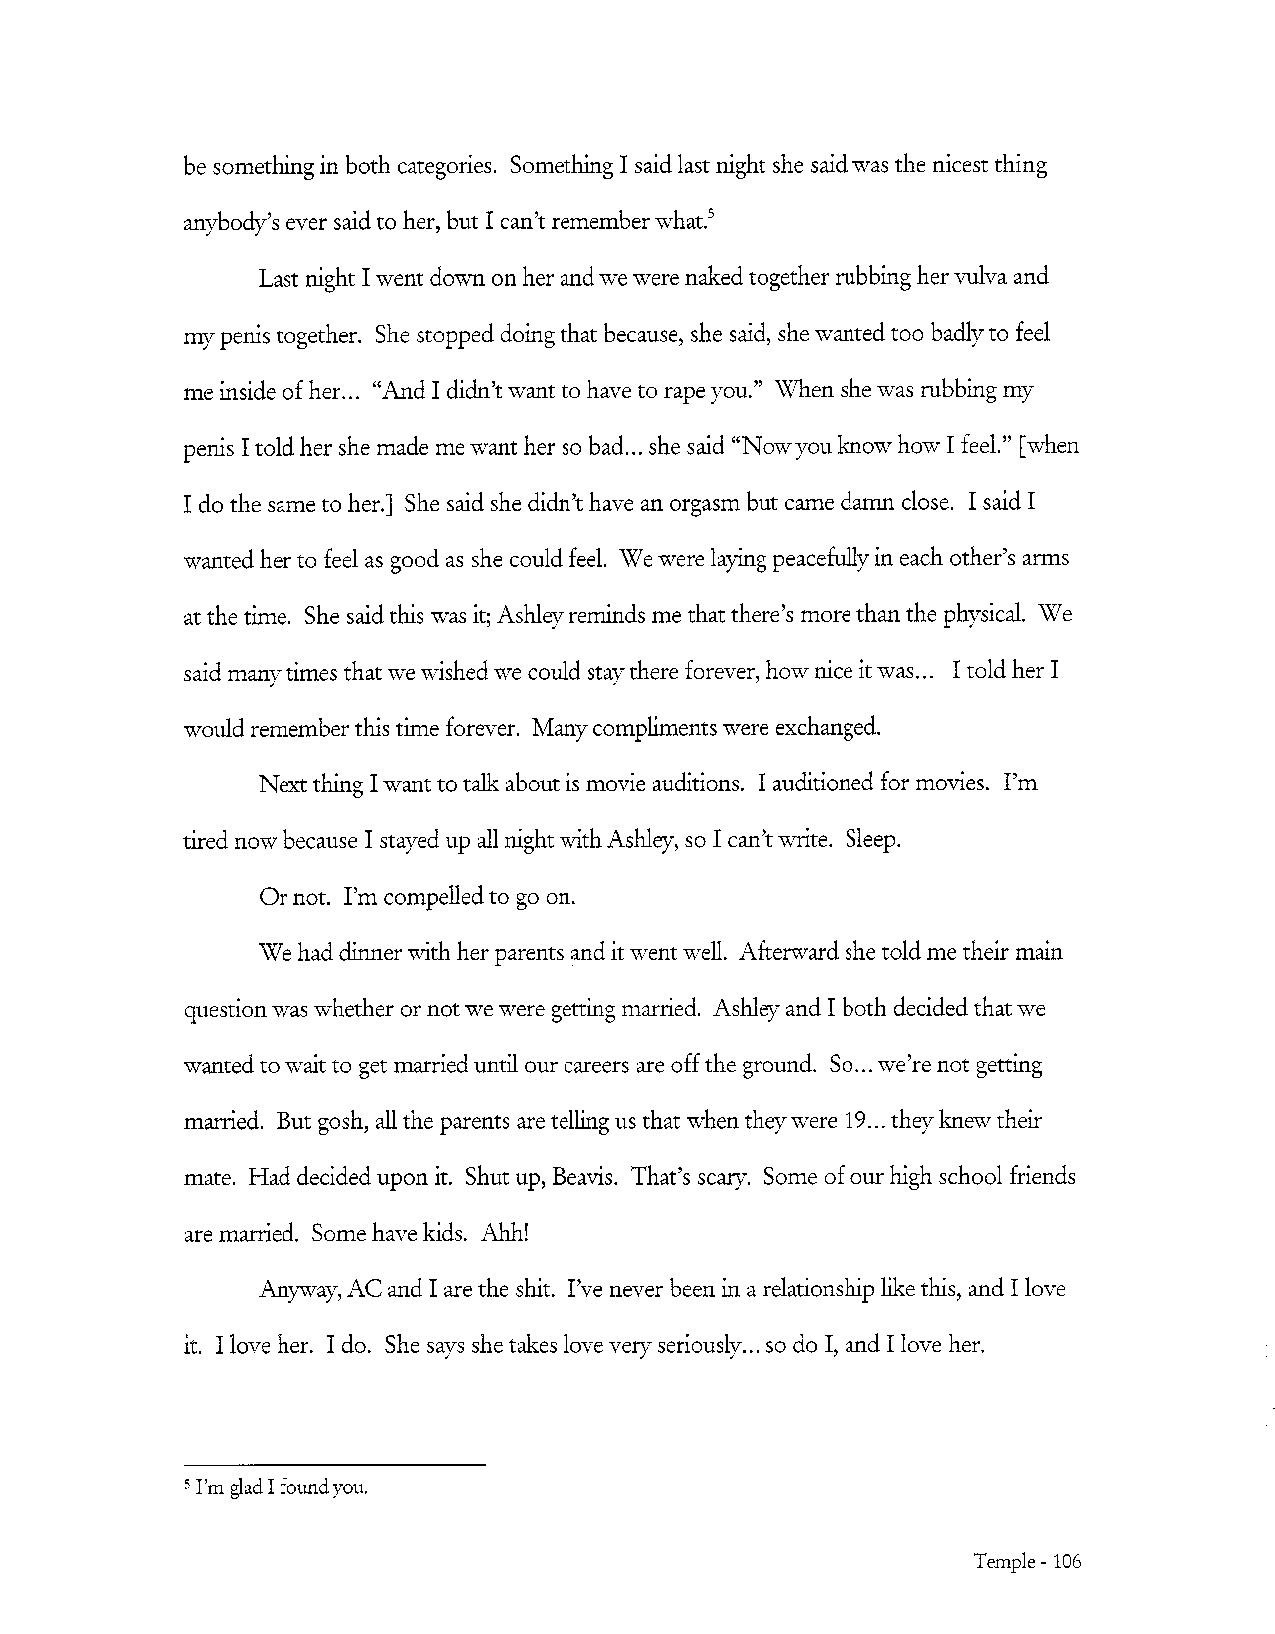 be something in both categories. Something I said last night she said was the nicest thing
anybody's ever said to her, but I can't remember what.⁵
Last night I went down on her and we were naked together rubbing her vulva and
my penis together. She stopped doing that because, she said, she wanted too badly to feel
me inside of her... “And I didn't want to have to rape you.” When she was rubbing my
penis I told her she made me want her so bad... she said “Now you know how I feel.” [when
I do the same to her.] She said she didn't have an orgasm but came damn close. I said I
wanted her to feel as good as she could feel. We were laying peacefully in each other's arms
at the time. She said this was it; Ashley reminds me that there's more than the physical. We
said many times that we wished we could stay there forever, how nice it was... I told her I
would remember this time forever. Many compliments were exchanged.
Next thing I want to talk about is movie auditions. I auditioned for movies. I'm
tired now because I stayed up all night with Ashley, so I can't write. Sleep.
Or not. I'm compelled to go on.
We had dinner with her parents and it went well. Afterward she told me their main
question was whether or not we were getting married. Ashley and I both decided that we
wanted to wait to get married until our careers are off the ground. So... we're not getting
married. But gosh, all the parents are telling us that when they were 19... they knew their
mate. Had decided upon it. Shut up, Beavis. That's scary. Some of our high school friends
are married. Some have kids. Ahh!
Anyway, AC and I are the shit. I've never been in a relationship like this, and I love
it. I love her. I do. She says she takes love very seriously... so do I, and I love her.
⁵ I'm glad I found you.
Temple - 106